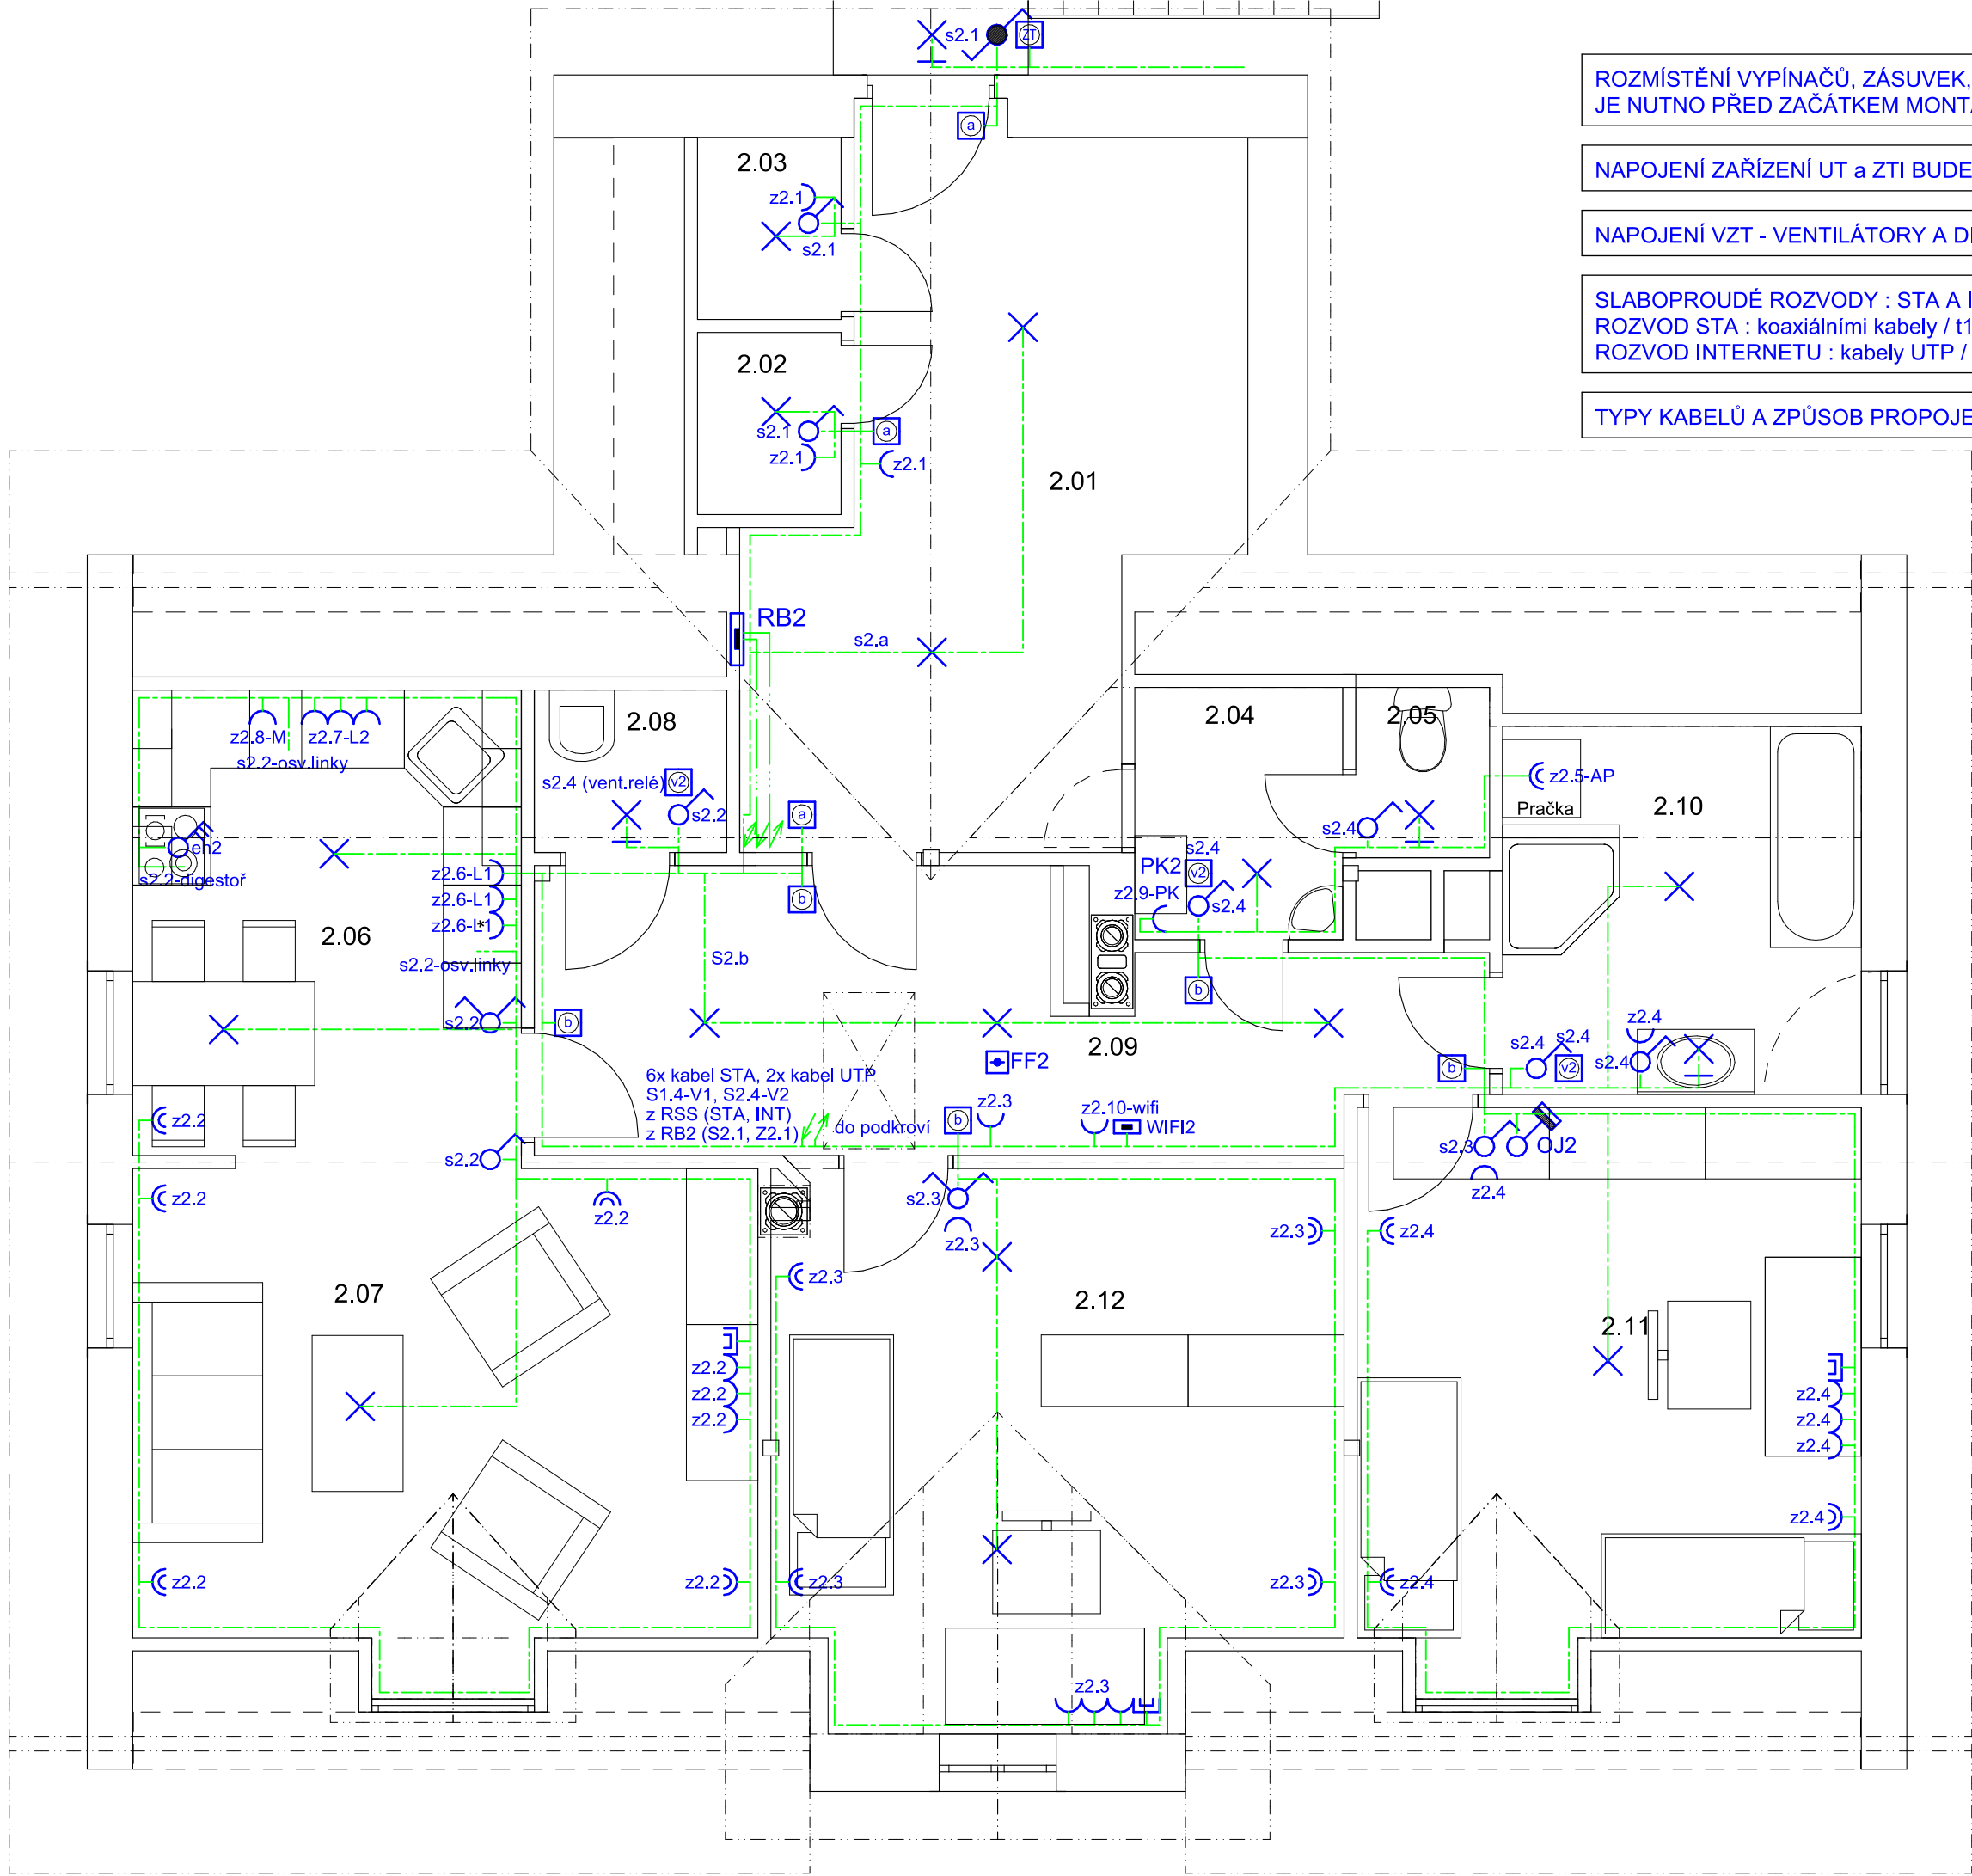 s2.1
ZT
ROZMÍSTĚNÍ VYPÍNAČŮ, ZÁSUVEK,
JE NUTNO PŘED ZAČÁTKEM
a
NAPOJENÍ ZAŘÍZENÍ UT a ZTI BUDE
NAPOJENÍ VZT - VENTILÁTORY A
SLABOPROUDÉ ROZVODY : STA A
ROZVOD STA : koaxiálními kabely /
ROZVOD INTERNETU : kabely UTP /
TYPY KABELŮ A ZPŮSOB
2.03
z2.1
s2.1
2.02
s2.1
a
z2.1
z2.1
2.01
RB2
s2.a
2.08
2.04
2.05
z2.8-M
z2.7-L2
s2.2-osv.linky
s2.4 (vent.relé)
v2
s2.2
a
z2.5-AP
Pračka
2.10
s2.4
eh2
s2.2-digestoř
z2.6-L1
z2.6-L1
z2.6-L1
*
b
PK2
s2.4
v2
z2.9-PK
s2.4
2.06
s2.2-osv.linky
S2.b
b
s2.2
b
2.09
FF2
z2.4
s2.4
s2.4
b
v2
s2.4
6x kabel STA, 2x kabel UTP
S1.4-V1, S2.4-V2
z RSS (STA, INT)
z RB2 (S2.1, Z2.1)
do podkroví
b
z2.3
z2.10-wifi
WIFI2
z2.2
s2.2
s2.3
OJ2
z2.4
z2.2
z2.2
s2.3
z2.3
z2.3
z2.4
z2.3
2.07
2.12
2.11
z2.2
z2.2
z2.2
z2.4
z2.4
z2.4
z2.4
z2.2
z2.2
z2.3
z2.3
z2.4
z2.3